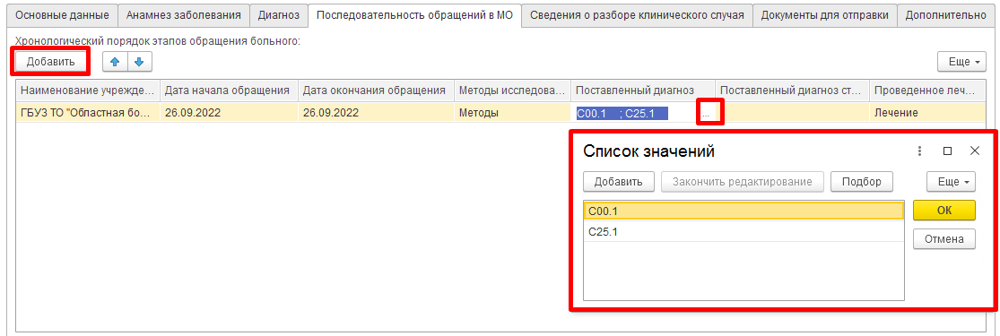 Основные данные Анамнез заболевания Диагноз Последовательность обращений в МО Сведения о разборе клинического случая Документы для отправки Дополнительно
Хронологический порядок этапов обращения больного:
Добавить Еще
Наименование учрежде... Дата начала обращения Дата окончания обращения Методы исследова... Поставленный диагноз Поставленный диагноз ст... Проведенное леч...
ГБУЗ ТО "Областная бо... 26.09.2022 26.09.2022 Методы C00.1 ; C25.1 ... Лечение
Список значений
Добавить Закончить редактирование Подбор Еще
C00.1
ОК
C25.1
Отмена